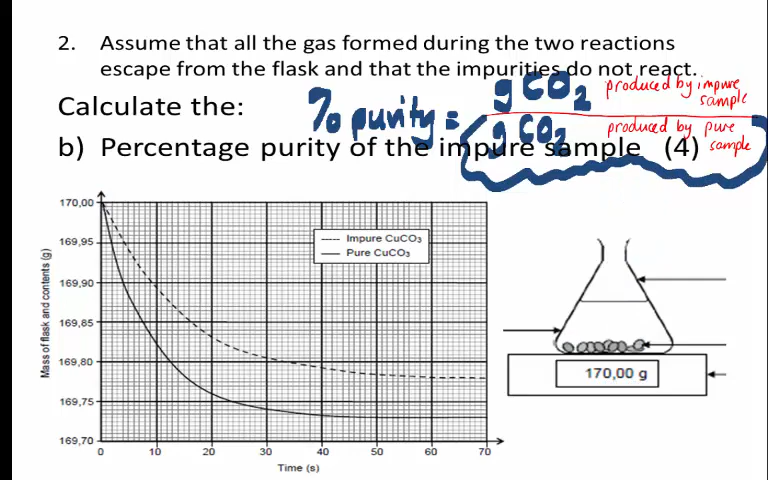 2. Assume that all the gas formed during the two reactions
escape from the flask and that the impurities do not react.
Calculate the:
% purity =
g CO2 produced by impure
sample
g CO2 produced by pure
sample
b) Percentage purity of the impure sample (4)
170,00
169,95
169,90
169,85
169,80
169,75
169,70
Mass of flask and contents (g)
Impure CuCO3
Pure CuCO3
0 10 20 30 40 50 60 70
Time (s)
170,00 g